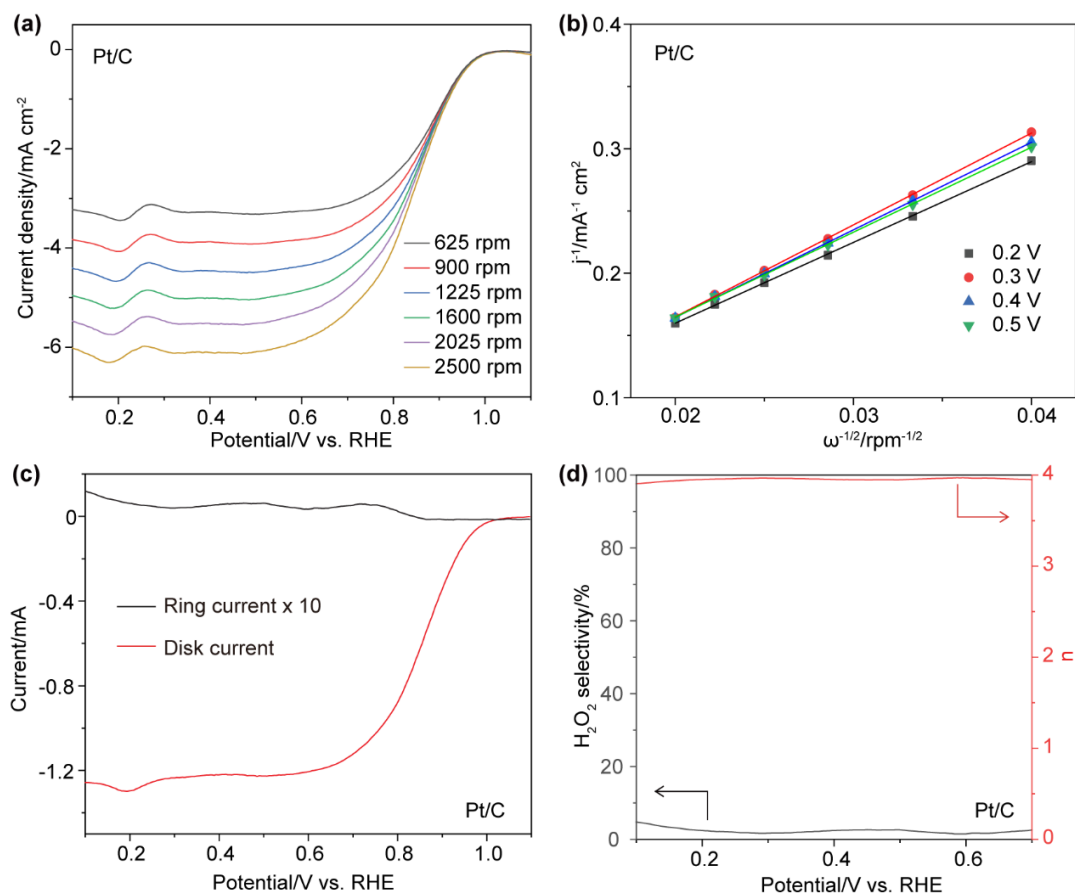 (a)
Pt/C
0
-2
-4
-6
Current density/mA cm⁻²
625 rpm
900 rpm
1225 rpm
1600 rpm
2025 rpm
2500 rpm
0.2 0.4 0.6 0.8 1.0
Potential/V vs. RHE
(b)
Pt/C
0.4
0.3
0.2
0.1
j⁻¹/mA⁻¹ cm²
0.2 V
0.3 V
0.4 V
0.5 V
0.02 0.03 0.04
ω⁻¹/²/rpm⁻¹/²
(c)
0
-0.4
-0.8
-1.2
Current/mA
Ring current x 10
Disk current
Pt/C
0.2 0.4 0.6 0.8 1.0
Potential/V vs. RHE
(d)
100
80
60
40
20
0
H₂O₂ selectivity/%
4
3
2
1
0
n
Pt/C
0.2 0.4 0.6
Potential/V vs. RHE